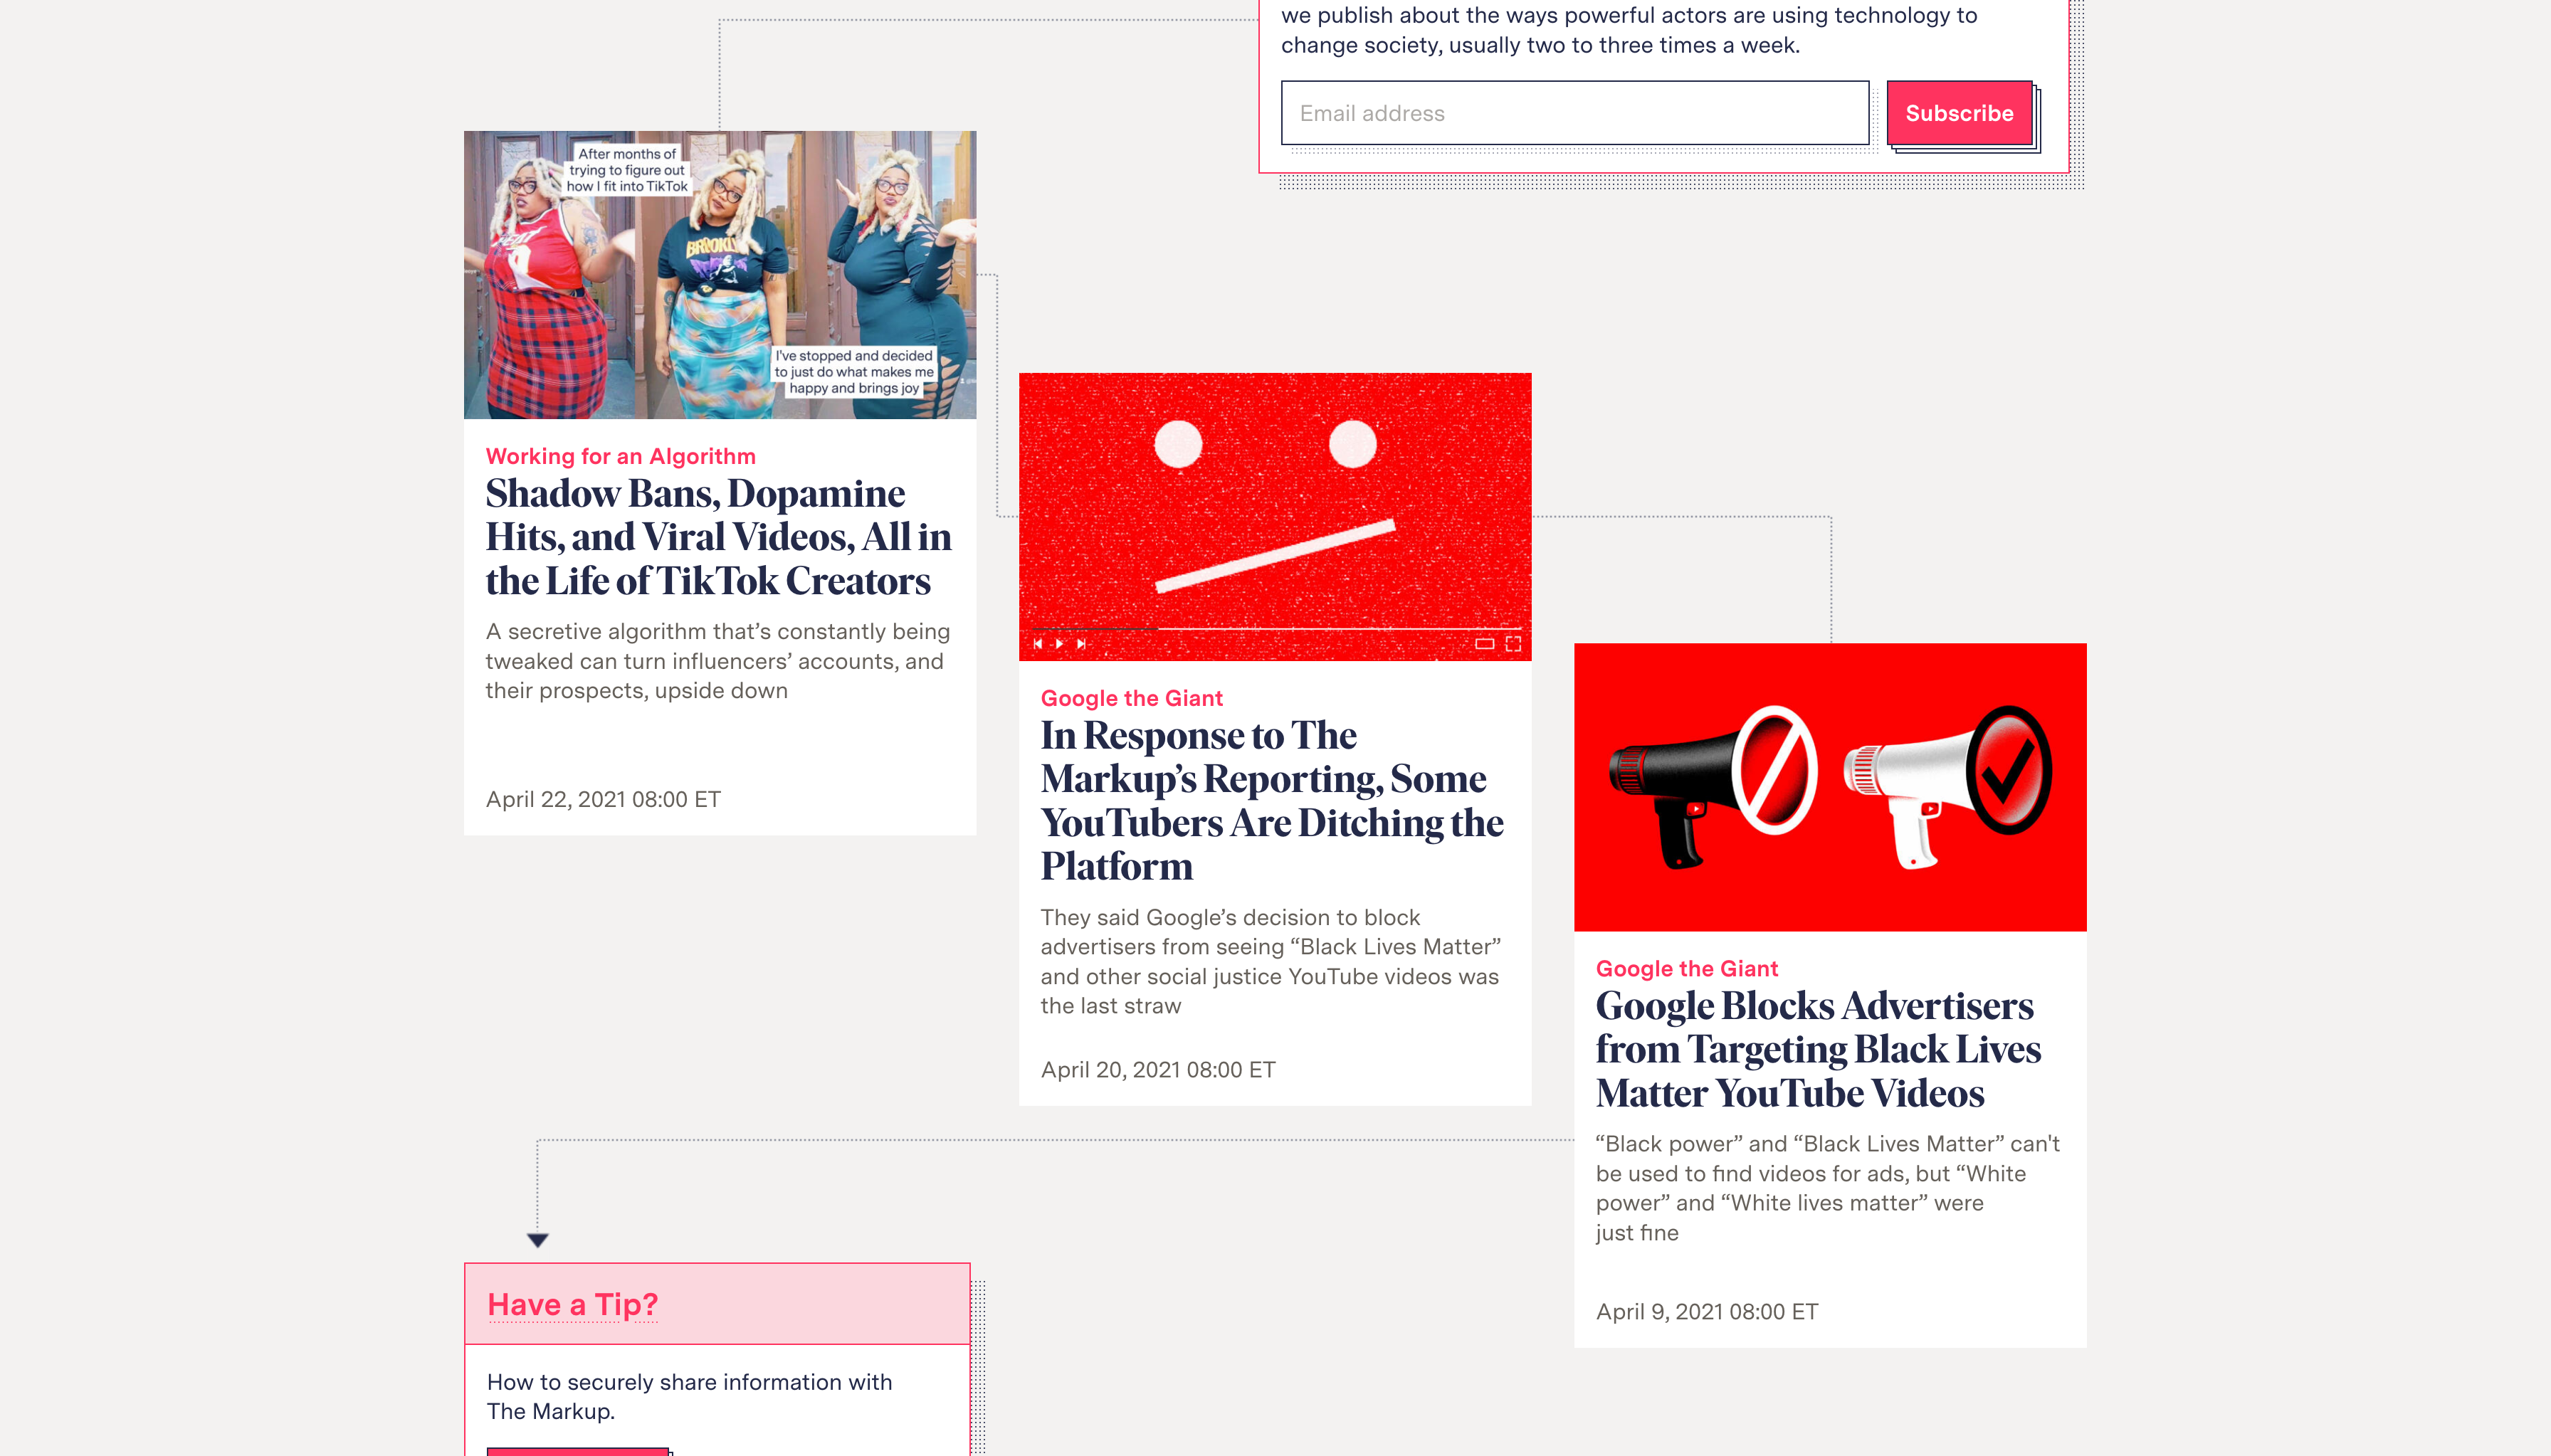 we publish about the ways powerful actors are using technology to
change society, usually two to three times a week.
Email address
Subscribe
After months of
trying to figure out
how I fit into TikTok
BROOKL
I've stopped and decided
to just do what makes me
happy and brings joy
Working for an Algorithm
Shadow Bans, Dopamine
Hits, and Viral Videos, All in
the Life of TikTok Creators
A secretive algorithm that’s constantly being
tweaked can turn influencers’ accounts, and
their prospects, upside down
April 22, 2021 08:00 ET
Google the Giant
In Response to The
Markup’s Reporting, Some
YouTubers Are Ditching the
Platform
They said Google’s decision to block
advertisers from seeing “Black Lives Matter”
and other social justice YouTube videos was
the last straw
April 20, 2021 08:00 ET
Google the Giant
Google Blocks Advertisers
from Targeting Black Lives
Matter YouTube Videos
“Black power” and “Black Lives Matter” can't
be used to find videos for ads, but “White
power” and “White lives matter” were
just fine
April 9, 2021 08:00 ET
Have a Tip?
How to securely share information with
The Markup.